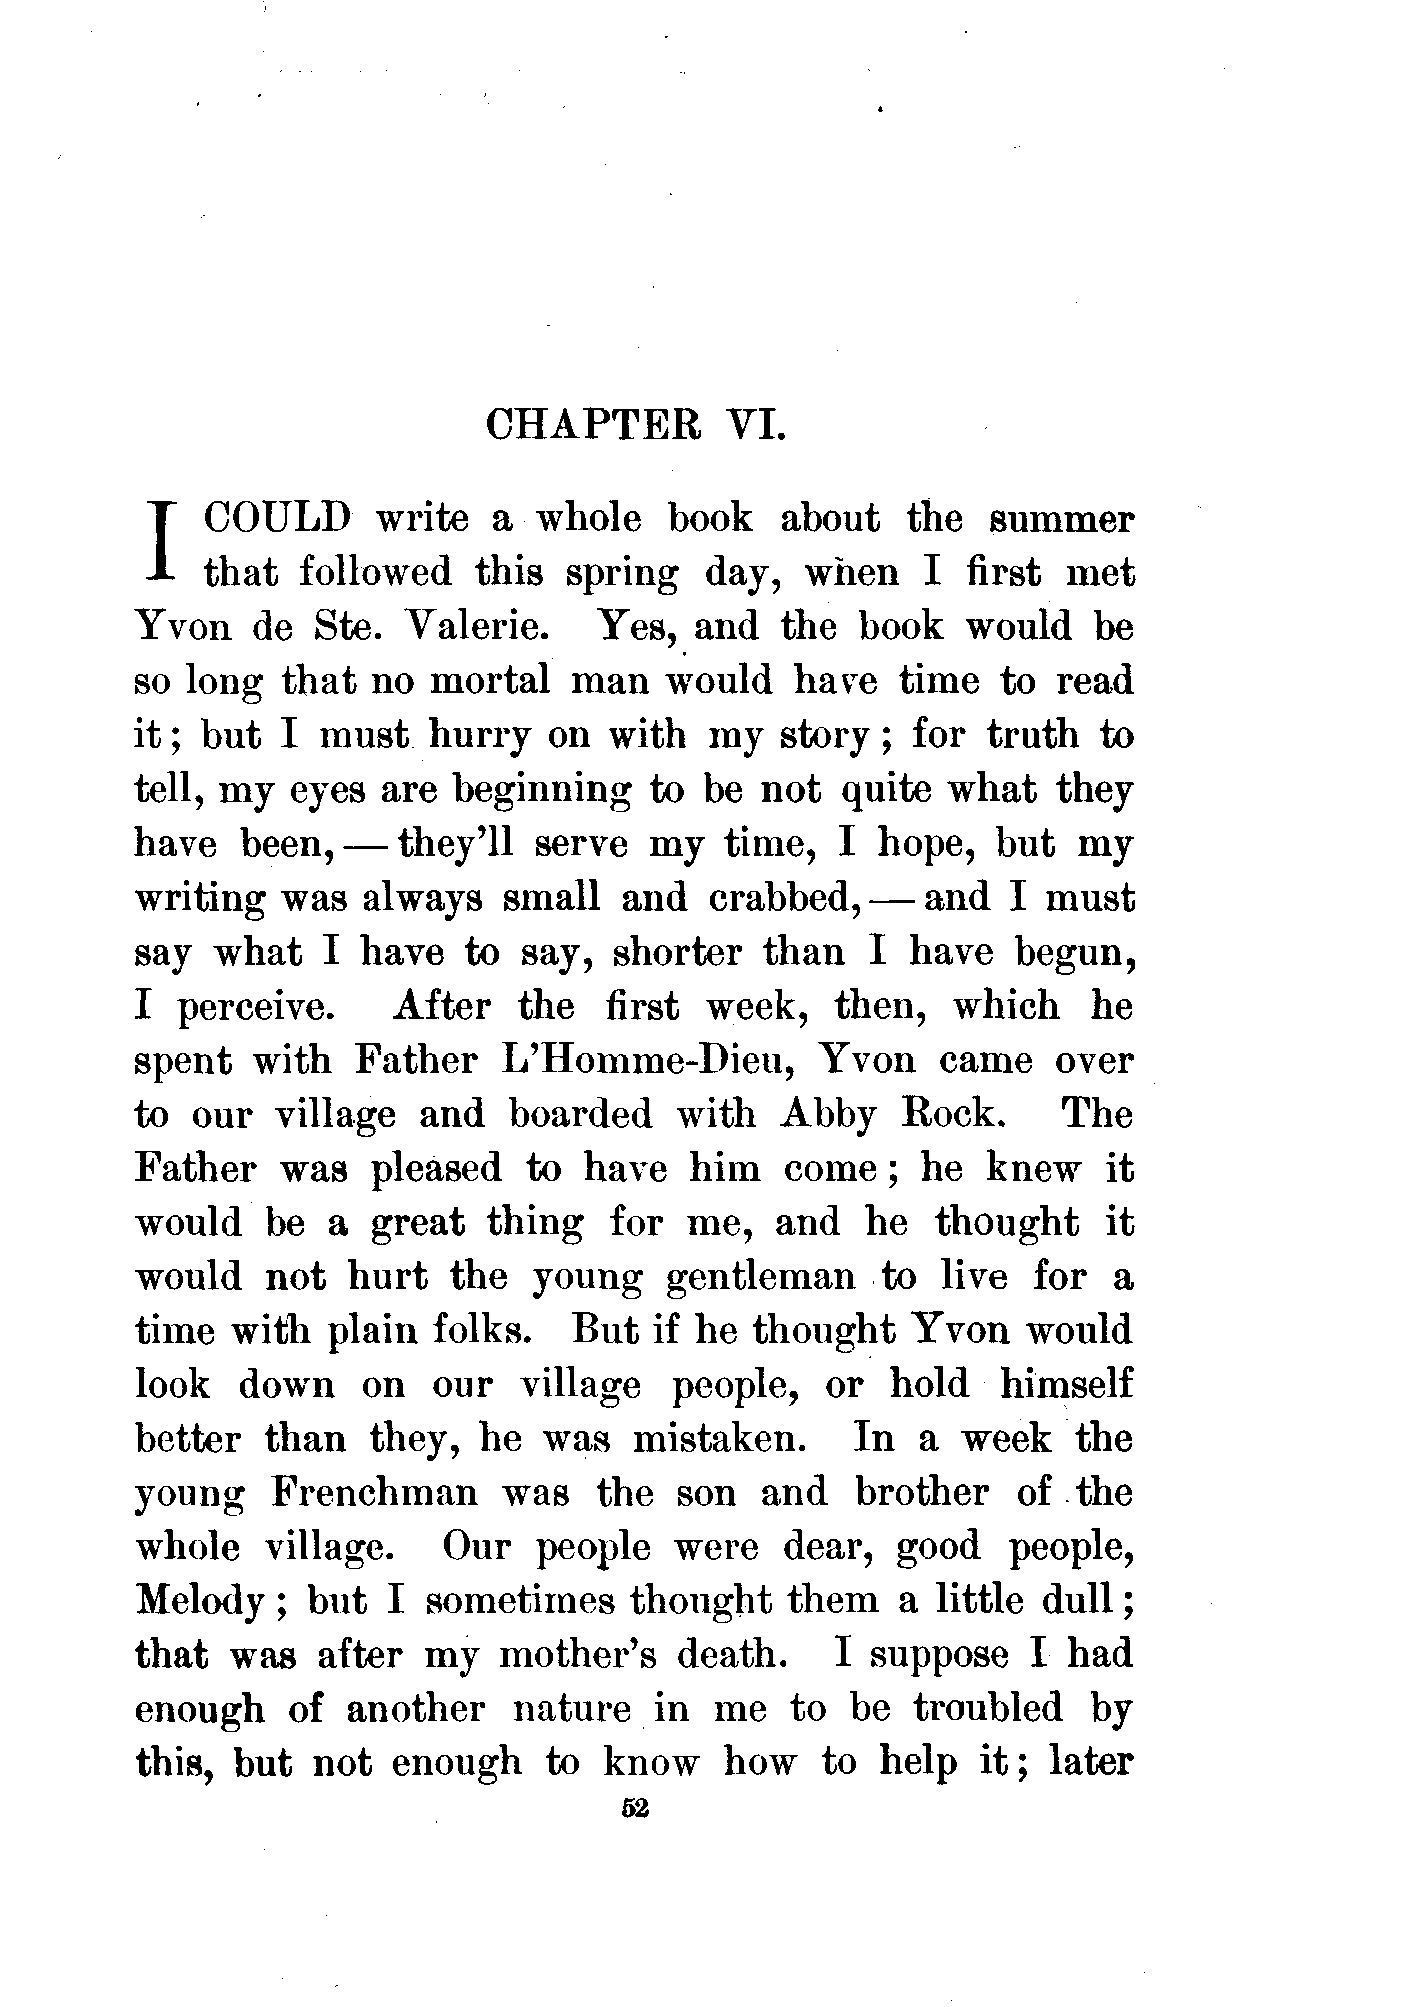 CHAPTER VI.
I COULD write a whole book about the summer
that followed this spring day, when I first met
Yvon de Ste. Valerie. Yes, and the book would be
so long that no mortal man would have time to read
it; but I must hurry on with my story; for truth to
tell, my eyes are beginning to be not quite what they
have been,—they'll serve my time, I hope, but my
writing was always small and crabbed,—and I must
say what I have to say, shorter than I have begun,
I perceive. After the first week, then, which he
spent with Father L'Homme-Dieu, Yvon came over
to our village and boarded with Abby Rock. The
Father was pleased to have him come; he knew it
would be a great thing for me, and he thought it
would not hurt the young gentleman to live for a
time with plain folks. But if he thought Yvon would
look down on our village people, or hold himself
better than they, he was mistaken. In a week the
young Frenchman was the son and brother of the
whole village. Our people were dear, good people,
Melody; but I sometimes thought them a little dull;
that was after my mother's death. I suppose I had
enough of another nature in me to be troubled by
this, but not enough to know how to help it; later
52